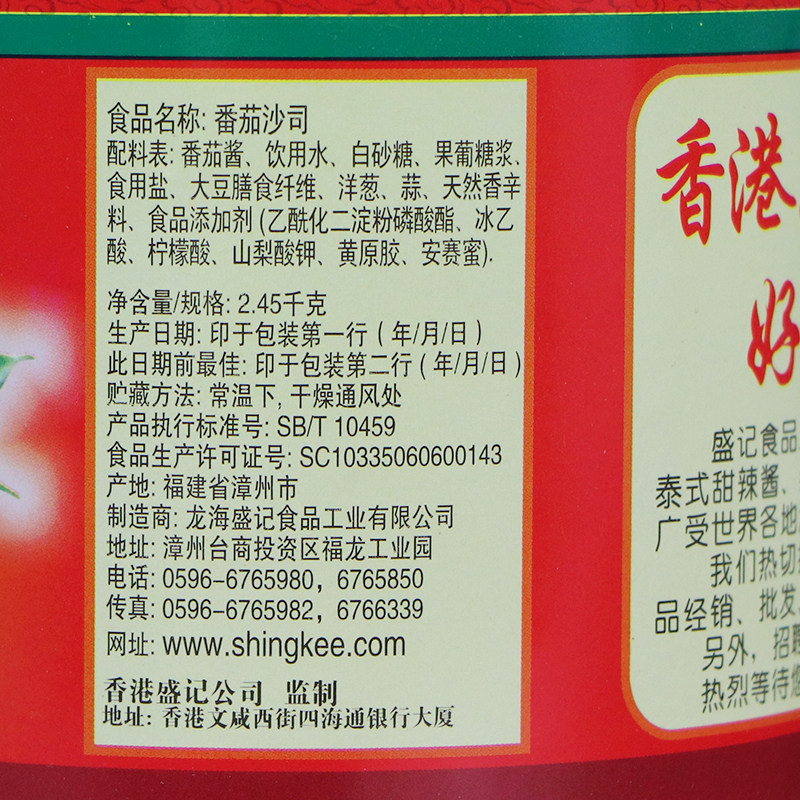 食品名称: 番茄沙司
配料表: 番茄酱、饮用水、白砂糖、果葡糖浆、
食用盐、大豆膳食纤维、洋葱、蒜、天然香辛
料、食品添加剂 (乙酰化二淀粉磷酸酯、冰乙
酸、柠檬酸、山梨酸钾、黄原胶、安赛蜜).
净含量/规格: 2.45千克
生产日期: 印于包装第一行 ( 年/月/日 )
此日期前最佳: 印于包装第二行 ( 年/月/日 )
贮藏方法: 常温下, 干燥通风处
产品执行标准号: SB/T 10459
食品生产许可证号: SC10335060600143
产地: 福建省漳州市
制造商: 龙海盛记食品工业有限公司
地址: 漳州台商投资区福龙工业园
电话: 0596-6765980, 6765850
传真: 0596-6765982, 6766339
网址: www.shingkee.com
香港盛记公司 监制
地址: 香港文咸西街四海通银行大厦
香港
好
盛记食品
泰式甜辣酱、
广受世界各地
我们热切
品经销、批发
另外, 招聘
热烈等待